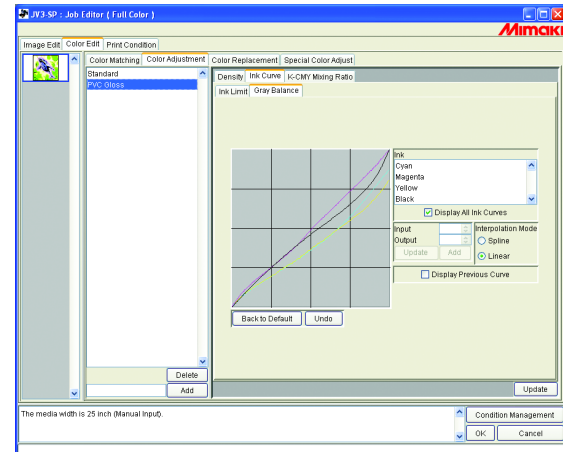 JV3-SP : Job Editor ( Full Color )
Mimaki
Image Edit Color Edit Print Condition
Color Matching Color Adjustment Color Replacement Special Color Adjust
Standard
PVC Gloss
Density Ink Curve K-CMY Mixing Ratio
Ink Limit Gray Balance
Ink
Cyan
Magenta
Yellow
Black
Display All Ink Curves
Input
Output
Update Add
Interpolation Mode
Spline
Linear
Display Previous Curve
Back to Default Undo
Delete
Add
Update
The media width is 25 inch (Manual Input).
Condition Management
OK Cancel